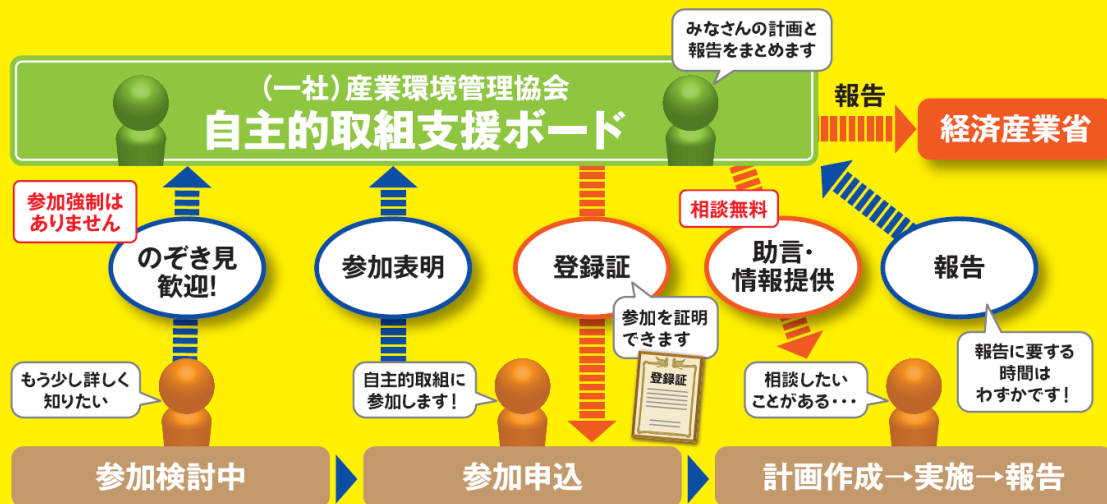 みなさんの計画と
報告をまとめます
(一社)産業環境管理協会
自主的取組支援ボード
報告
経済産業省
参加強制は
ありません
のぞき見
歓迎!
参加表明
登録証
相談無料
助言・
情報提供
報告
参加を証明
できます
登録証
もう少し詳しく
知りたい
自主的取組に
参加します!
相談したい
ことがある・・・
報告に要する
時間は
わずかです!
参加検討中
参加申込
計画作成→実施→報告